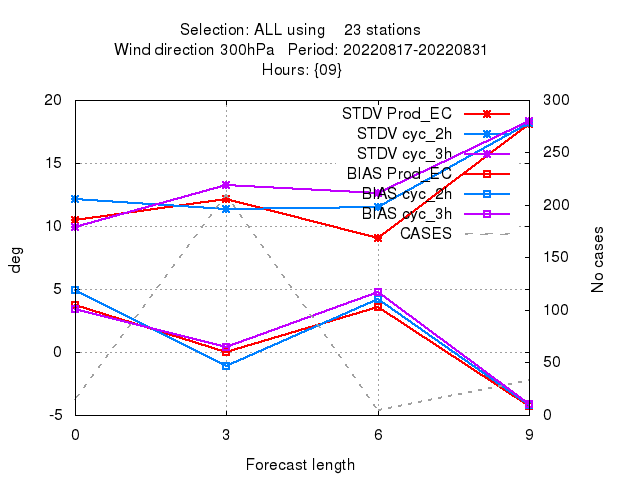 Selection: ALL using    23 stations
Wind direction 300hPa   Period: 20220817-20220831
Hours: {09}
20
15
10
5
0
-5
deg
300
250
200
150
100
50
0
No cases
STDV Prod_EC
STDV cyc_2h
STDV cyc_3h
BIAS Prod_EC
BIAS cyc_2h
BIAS cyc_3h
CASES
0 3 6 9
Forecast length